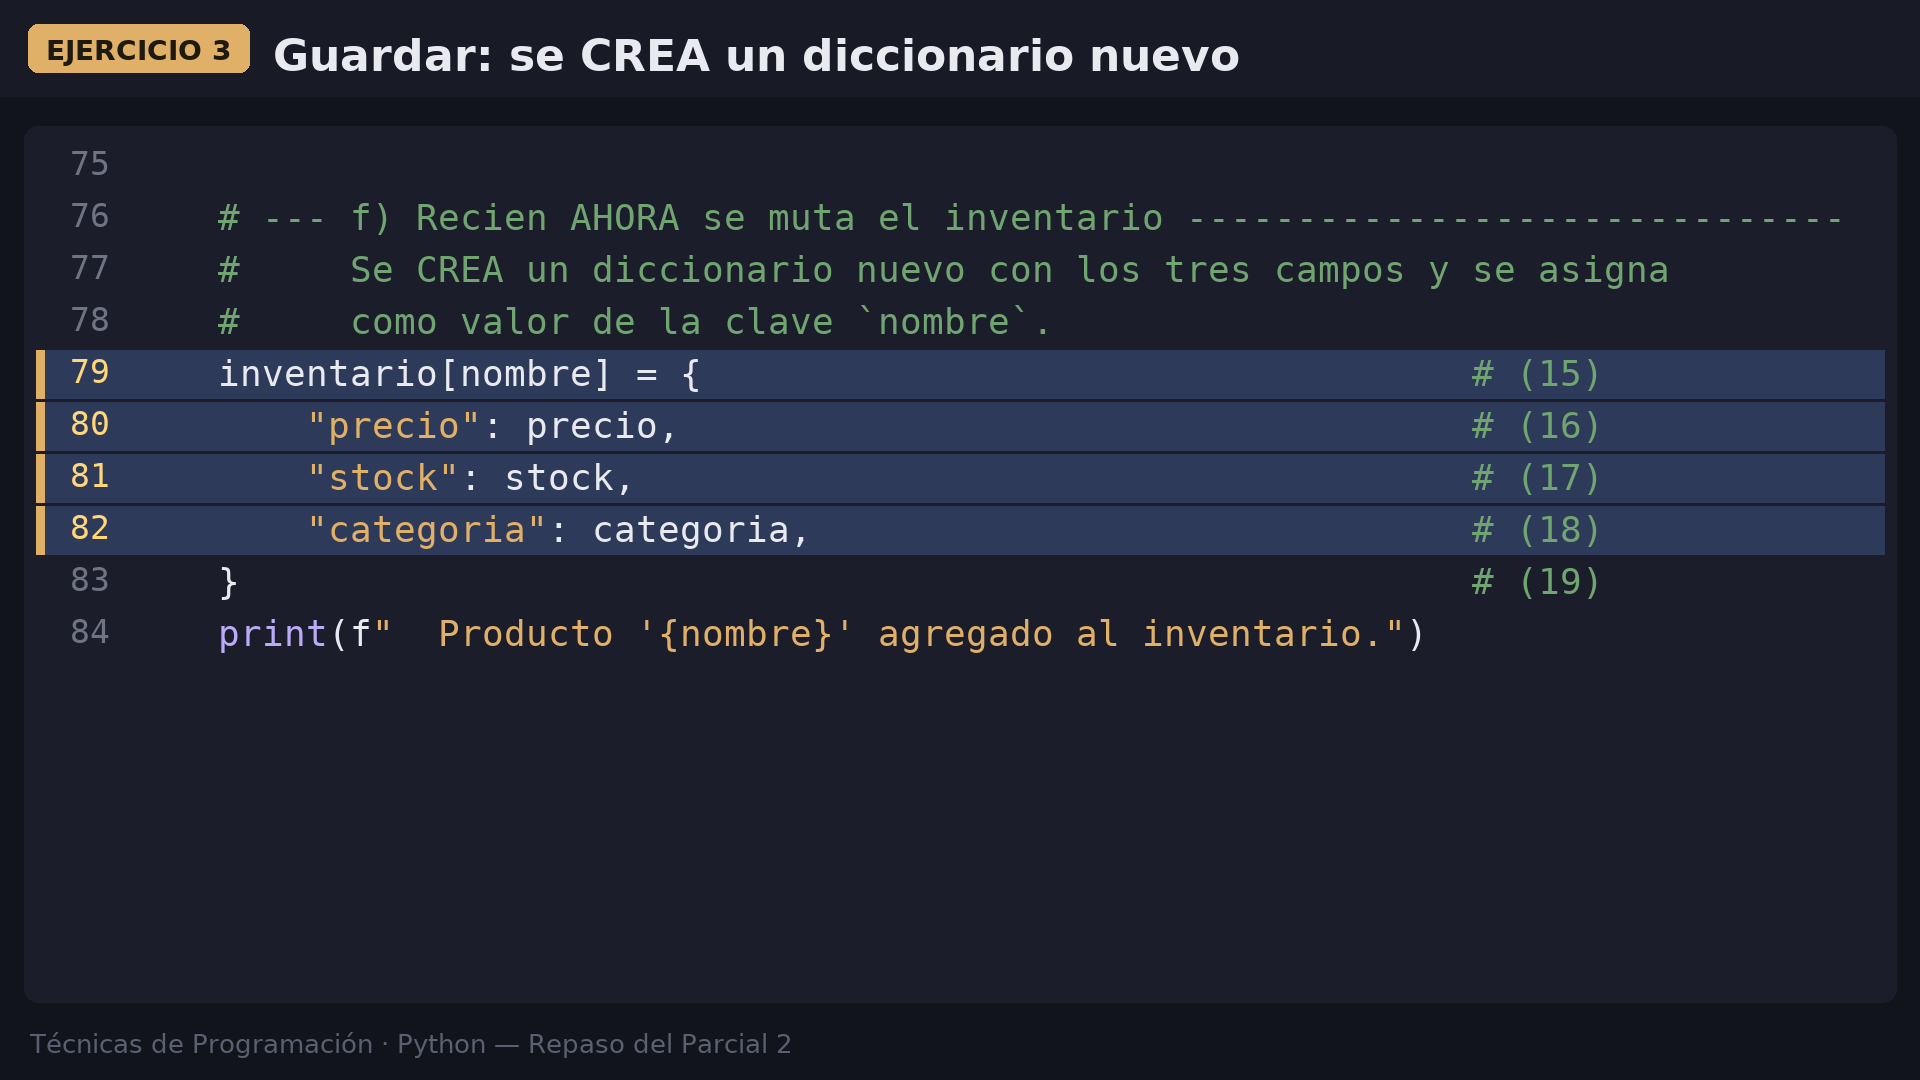 EJERCICIO 3 Guardar: se CREA un diccionario nuevo
75
76 # --- f) Recien AHORA se muta el inventario ------------------------------
77 #     Se CREA un diccionario nuevo con los tres campos y se asigna
78 #     como valor de la clave `nombre`.
79 inventario[nombre] = { # (15)
80     "precio": precio, # (16)
81     "stock": stock, # (17)
82     "categoria": categoria, # (18)
83 } # (19)
84 print(f"  Producto '{nombre}' agregado al inventario.")
Técnicas de Programación · Python — Repaso del Parcial 2